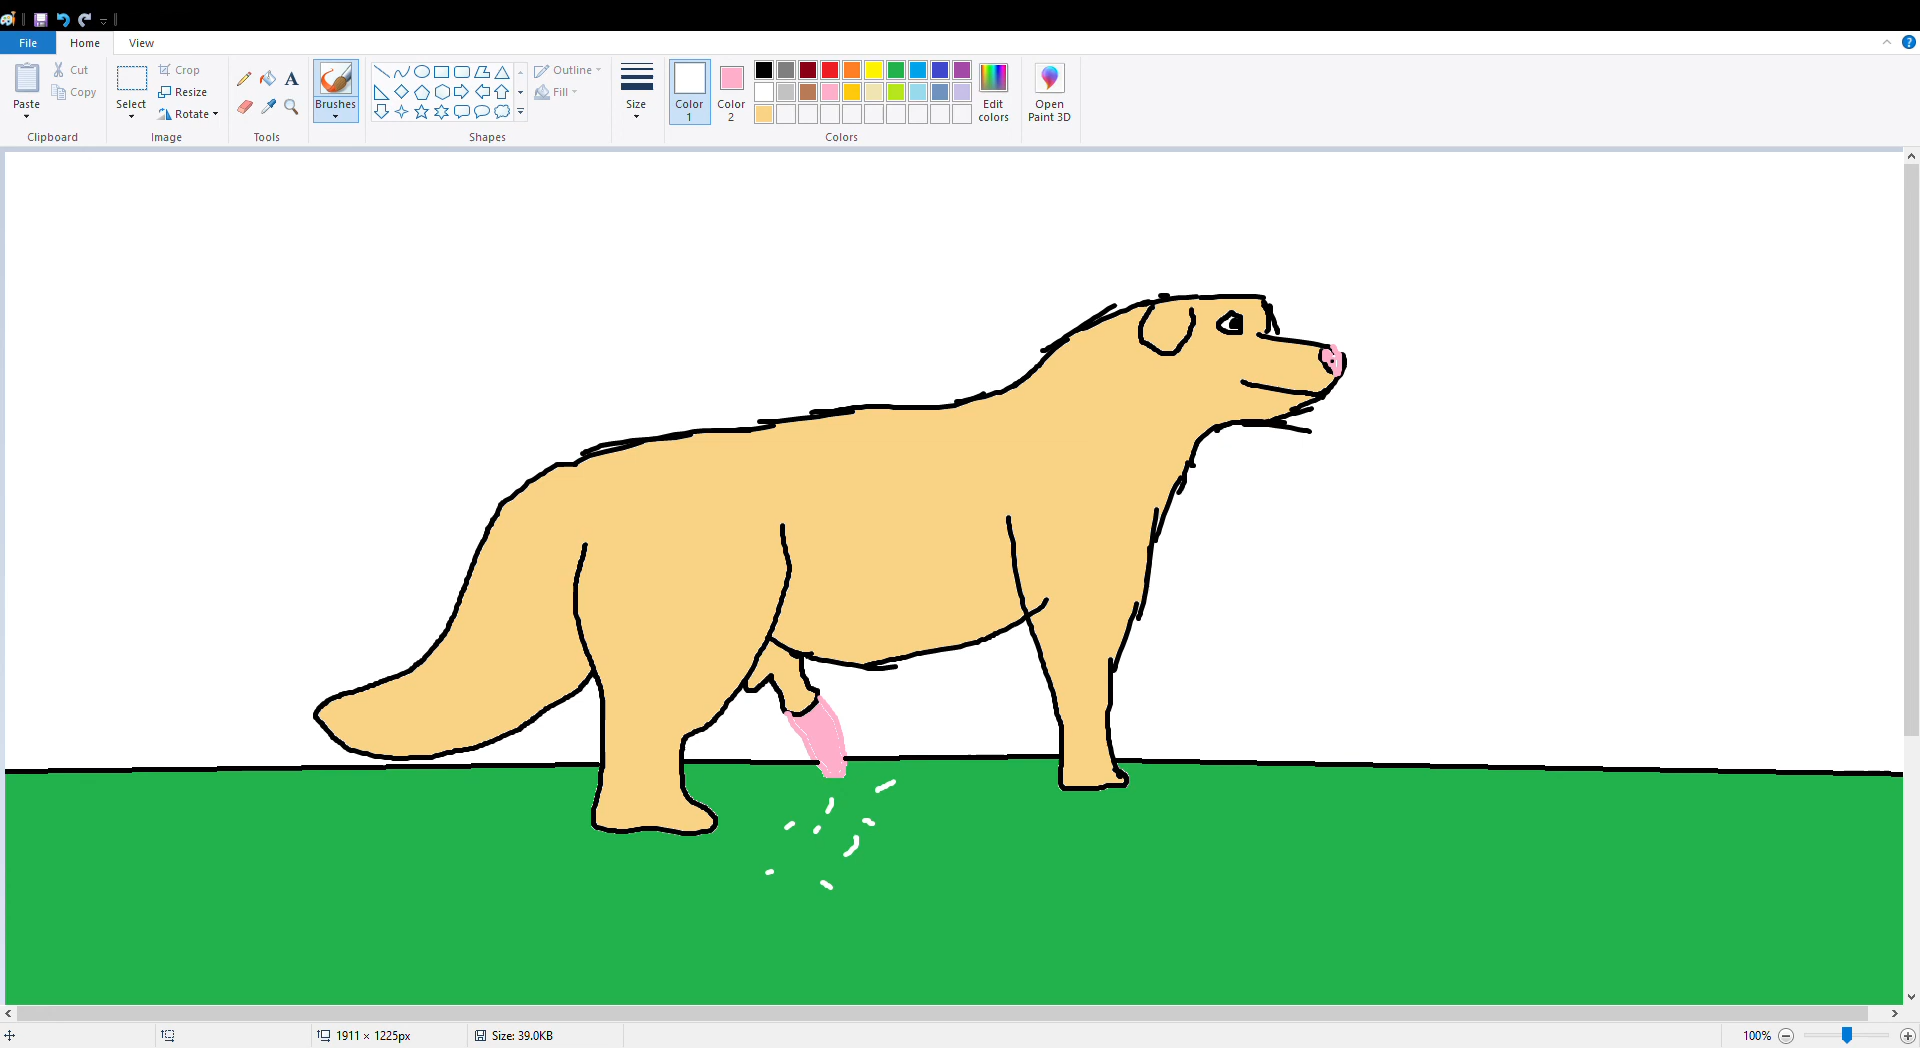 File Home View
Paste Cut Copy Select Crop Resize Rotate A Brushes Outline Fill Size Color 1 Color 2 Edit colors Open Paint 3D
Clipboard Image Tools Shapes Colors
1911 × 1225px Size: 39.0KB 100%